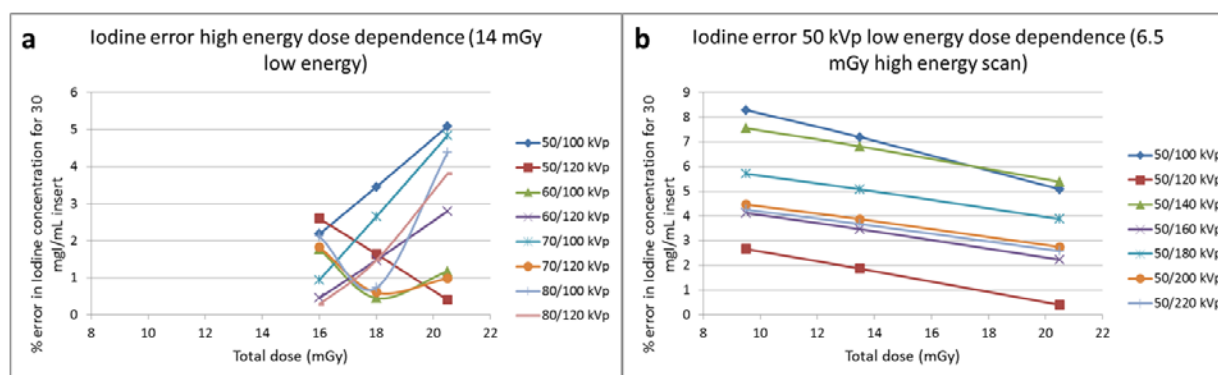 a
Iodine error high energy dose dependence (14 mGy
low energy)
% error in Iodine concentration for 30
mgI/mL insert
6
5
4
3
2
1
0
8 10 12 14 16 18 20 22
Total dose (mGy)
50/100 kVp
50/120 kVp
60/100 kVp
60/120 kVp
70/100 kVp
70/120 kVp
80/100 kVp
80/120 kVp
b
Iodine error 50 kVp low energy dose dependence (6.5
mGy high energy scan)
% error in Iodine concentration for 30
mgI/mL insert
9
8
7
6
5
4
3
2
1
0
8 10 12 14 16 18 20 22
Total dose (mGy)
50/100 kVp
50/120 kVp
50/140 kVp
50/160 kVp
50/180 kVp
50/200 kVp
50/220 kVp